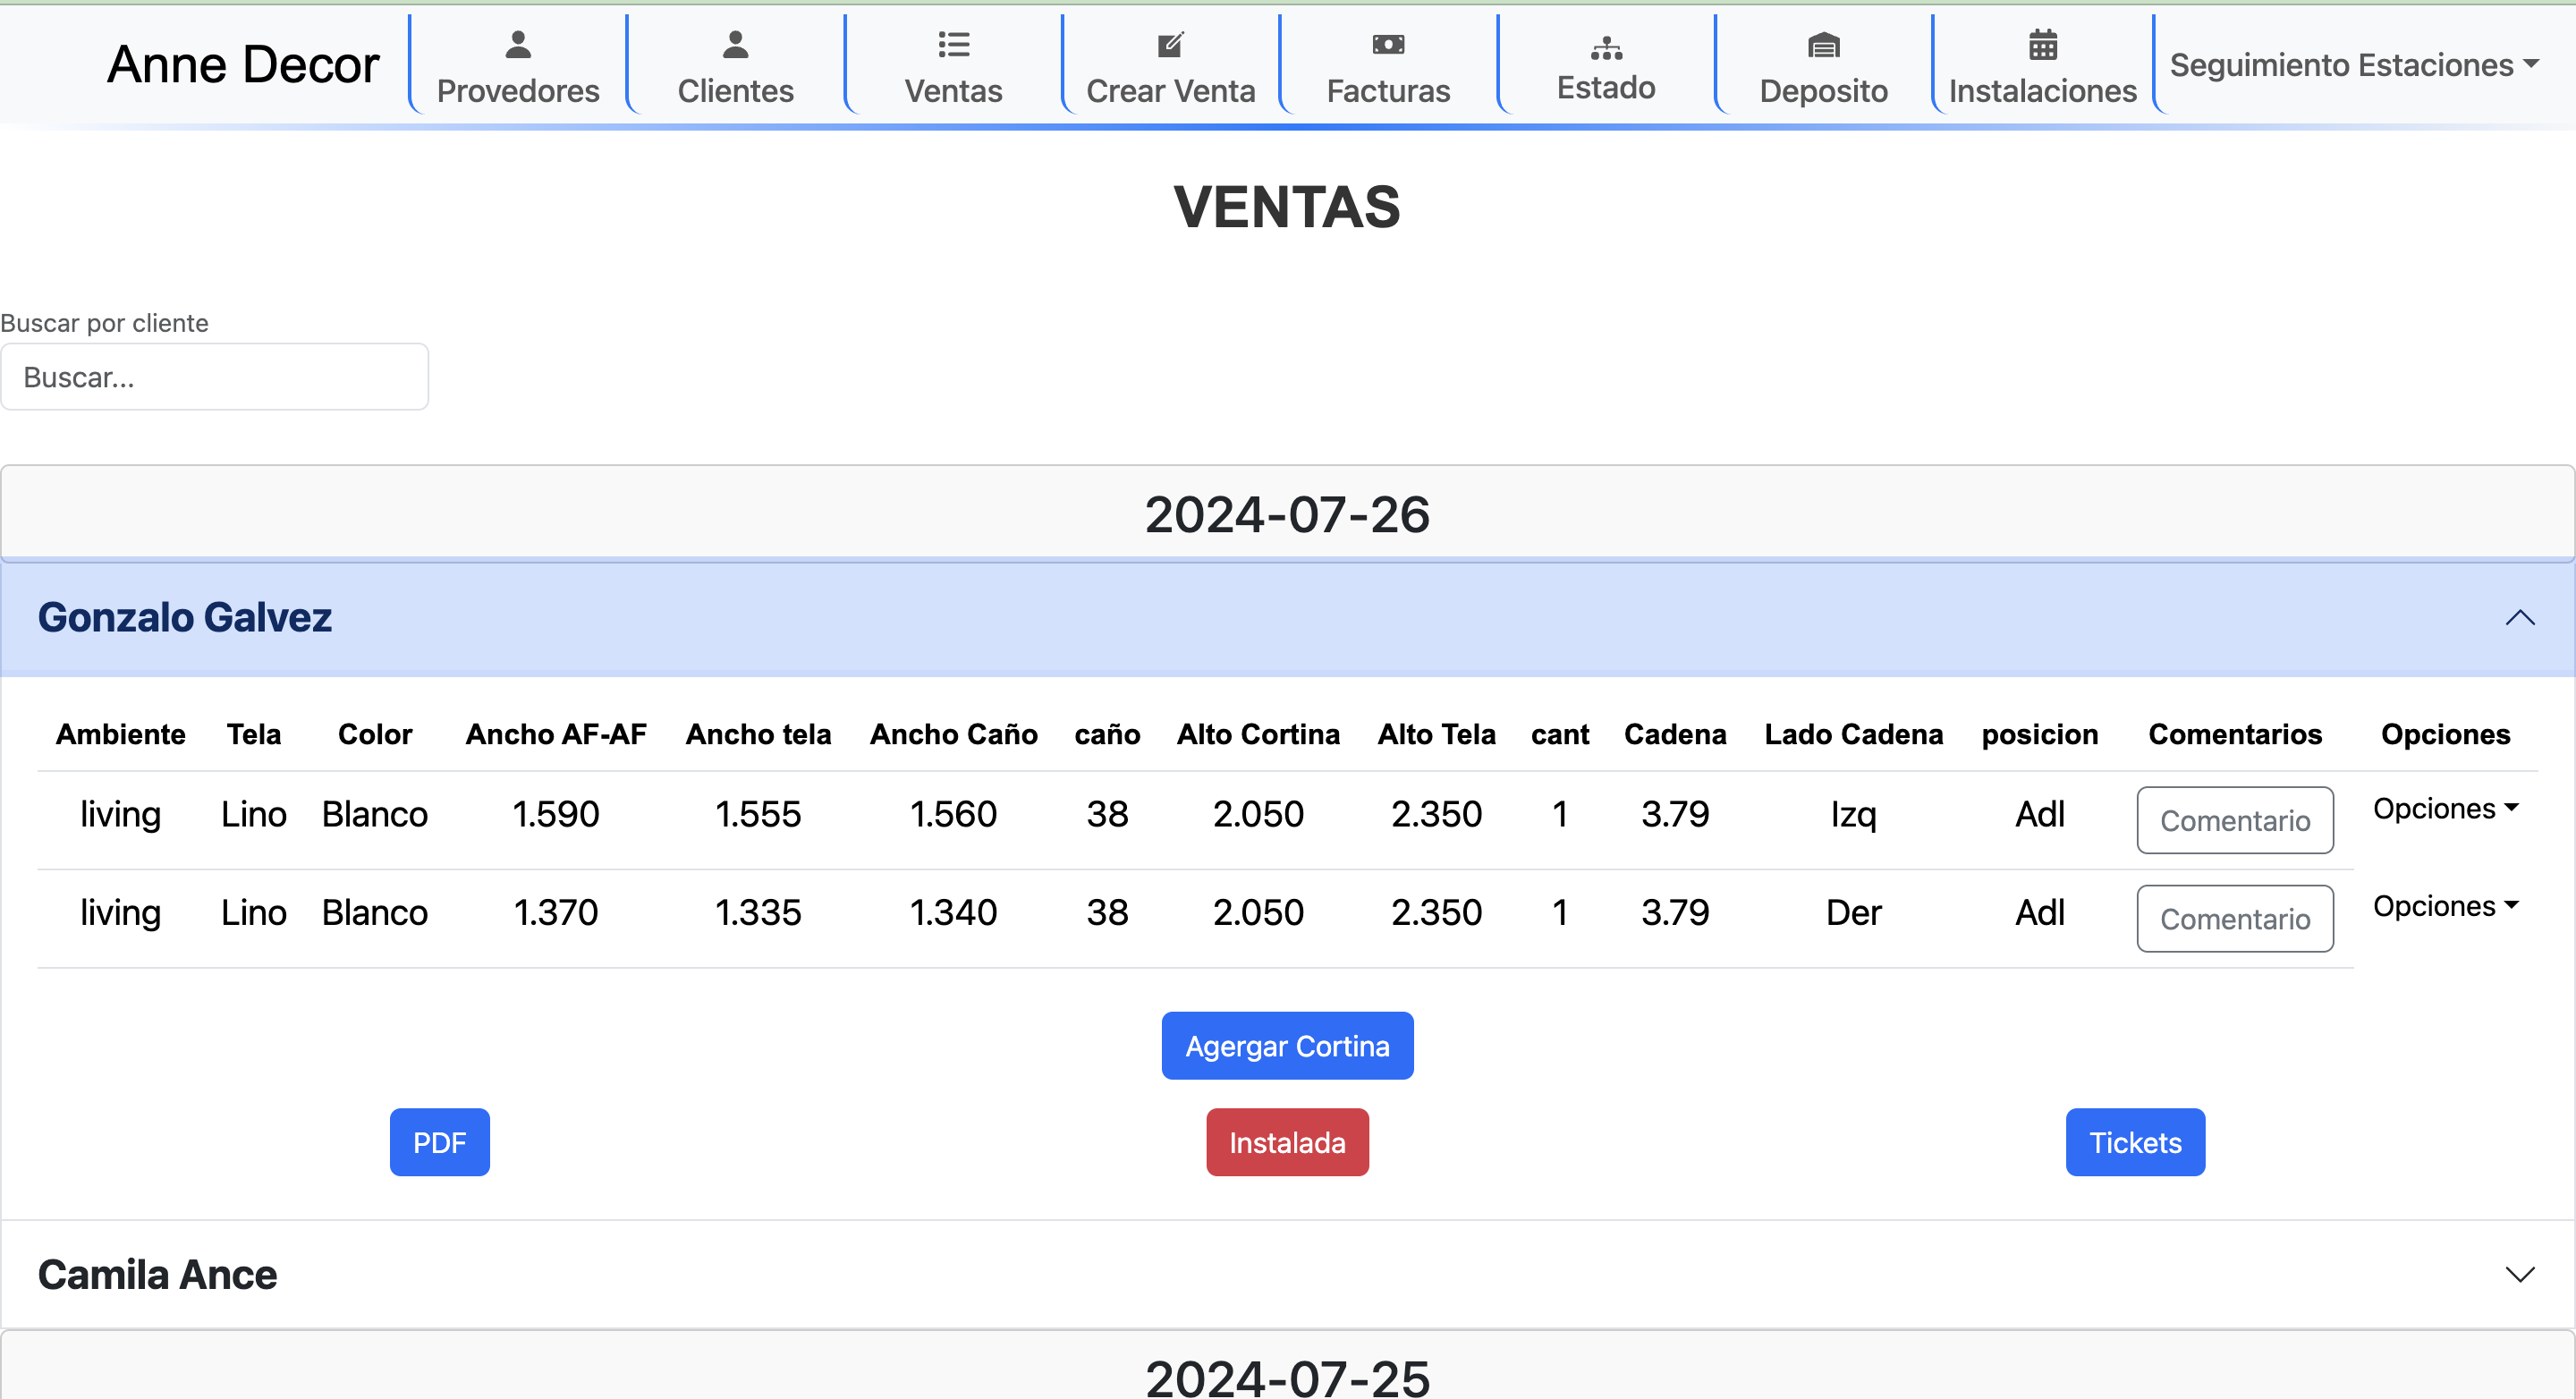 Anne Decor
Provedores
Clientes
Ventas
Crear Venta
Facturas
Estado
Deposito
Instalaciones
Seguimiento Estaciones
VENTAS
Buscar por cliente
Buscar...
2024-07-26
Gonzalo Galvez
Ambiente Tela Color Ancho AF-AF Ancho tela Ancho Caño caño Alto Cortina Alto Tela cant Cadena Lado Cadena posicion Comentarios Opciones
living Lino Blanco 1.590 1.555 1.560 38 2.050 2.350 1 3.79 Izq Adl Comentario Opciones
living Lino Blanco 1.370 1.335 1.340 38 2.050 2.350 1 3.79 Der Adl Comentario Opciones
Agergar Cortina
PDF Instalada Tickets
Camila Ance
2024-07-25